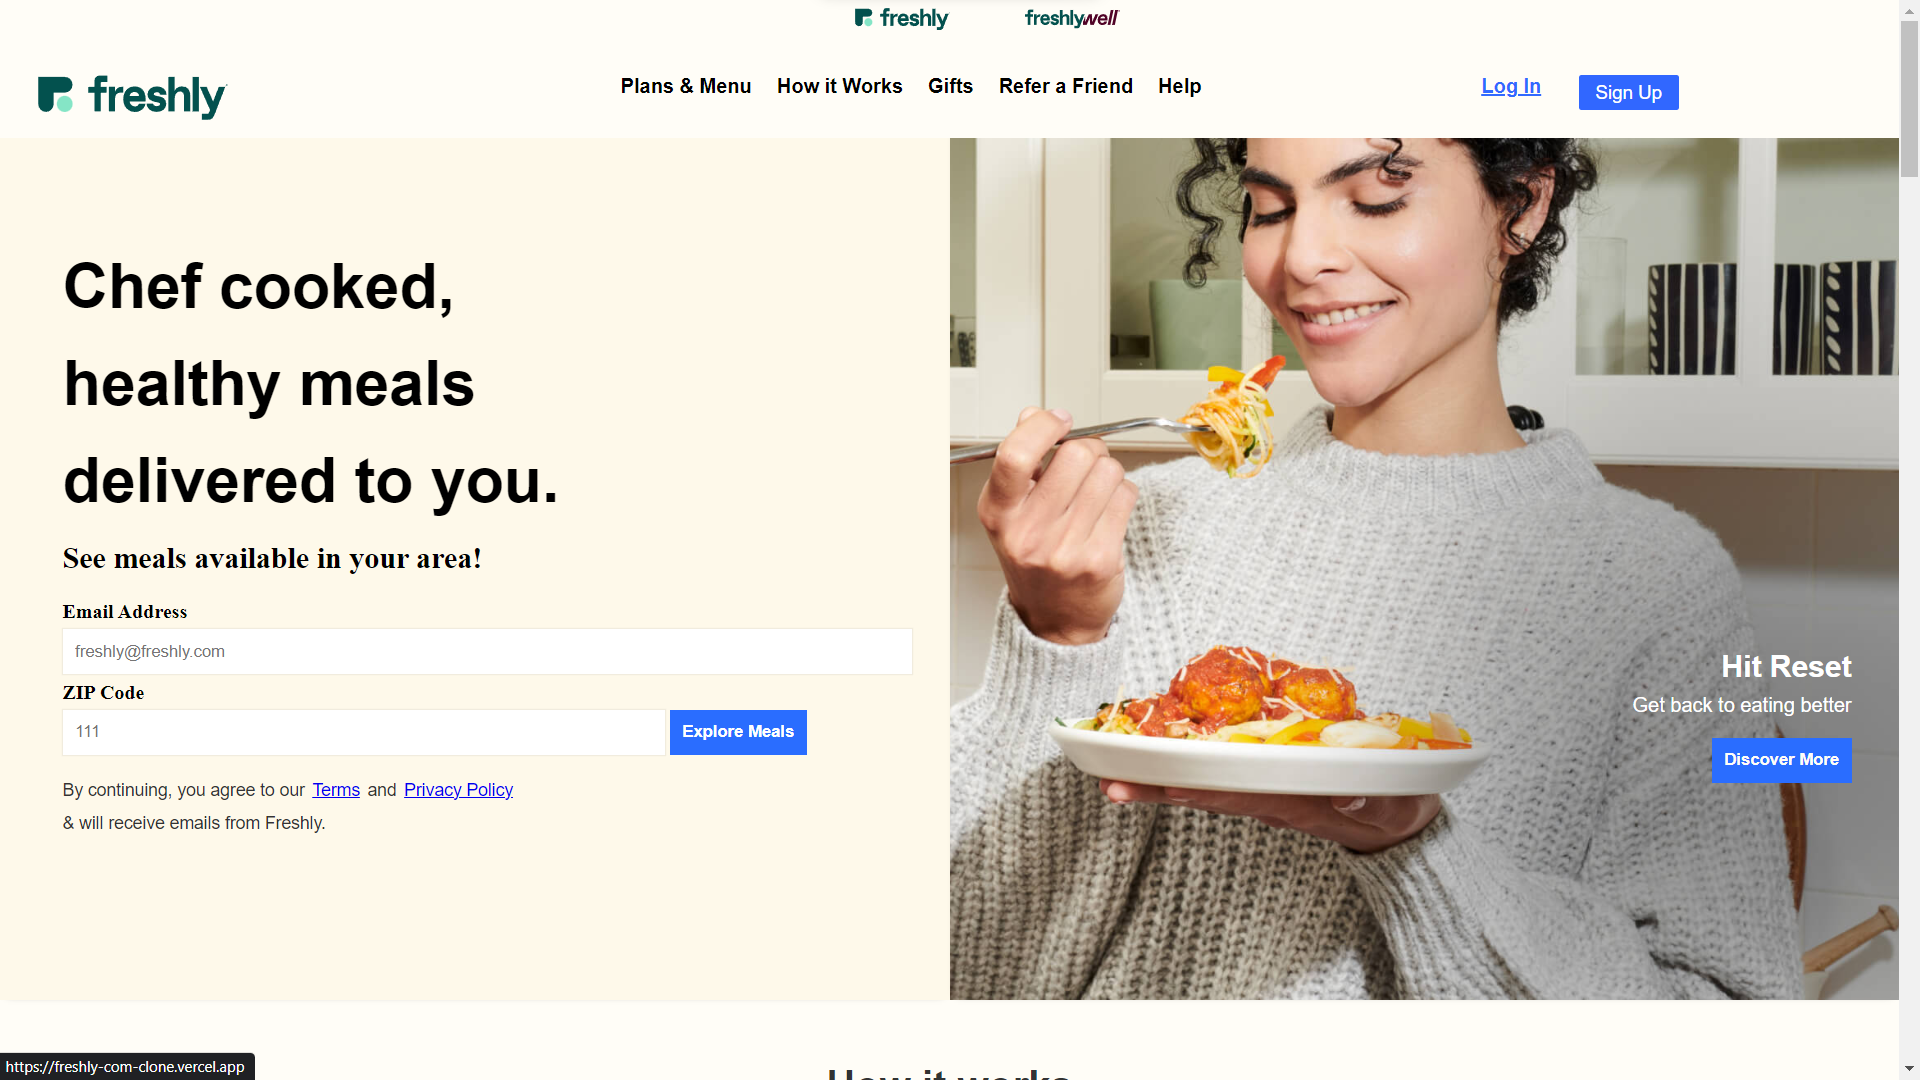 freshly
freshlywell
freshly
Plans & Menu
How it Works
Gifts
Refer a Friend
Help
Log In
Sign Up
Chef cooked,
healthy meals
delivered to you.
See meals available in your area!
Email Address
freshly@freshly.com
ZIP Code
111
Explore Meals
By continuing, you agree to our Terms and Privacy Policy
& will receive emails from Freshly.
Hit Reset
Get back to eating better
Discover More
How it works
https://freshly-com-clone.vercel.app